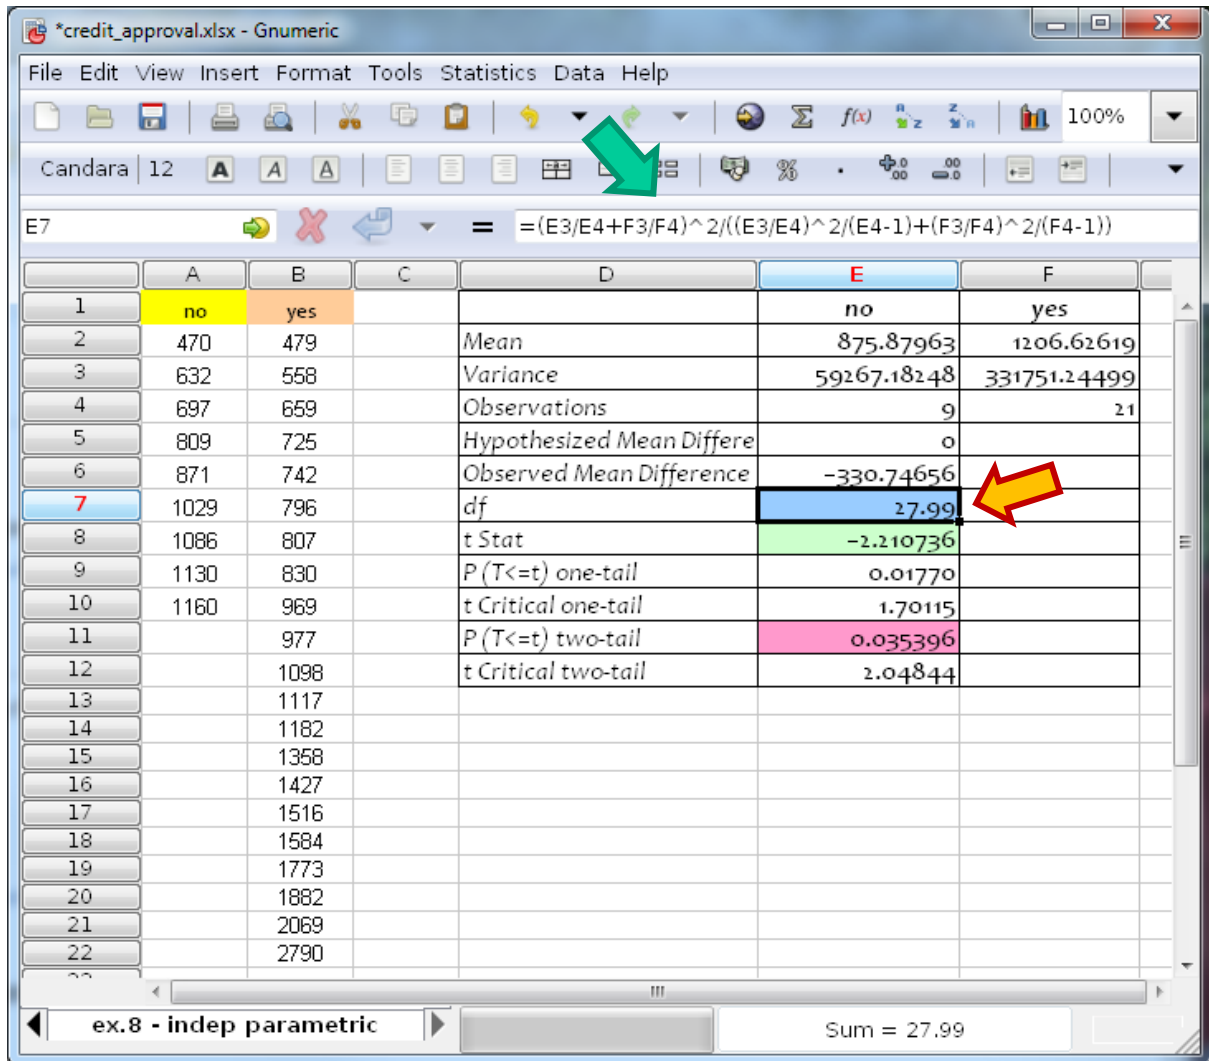 *credit_approval.xlsx - Gnumeric
File Edit View Insert Format Tools Statistics Data Help
100%
Candara 12 A A A
E7 = =(E3/E4+F3/F4)^2/((E3/E4)^2/(E4-1)+(F3/F4)^2/(F4-1))
A B C D E F
1 no yes no yes
2 470 479 Mean 875.87963 1206.62619
3 632 558 Variance 59267.18248 331751.24499
4 697 659 Observations 9 21
5 809 725 Hypothesized Mean Differe 0
6 871 742 Observed Mean Difference -330.74656
7 1029 796 df 27.99
8 1086 807 t Stat -2.210736
9 1130 830 P (T<=t) one-tail 0.01770
10 1160 969 t Critical one-tail 1.70115
11 977 P (T<=t) two-tail 0.035396
12 1098 t Critical two-tail 2.04844
13 1117
14 1182
15 1358
16 1427
17 1516
18 1584
19 1773
20 1882
21 2069
22 2790
ex.8 - indep parametric Sum = 27.99